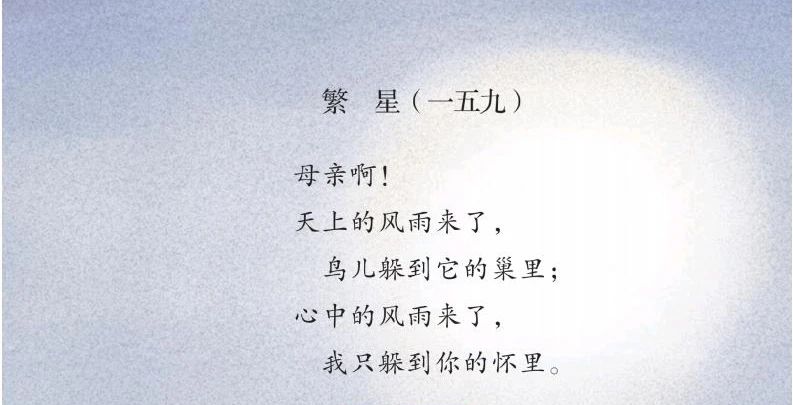 繁　星（一五九）
母亲啊！
天上的风雨来了，
鸟儿躲到它的巢里；
心中的风雨来了，
我只躲到你的怀里。